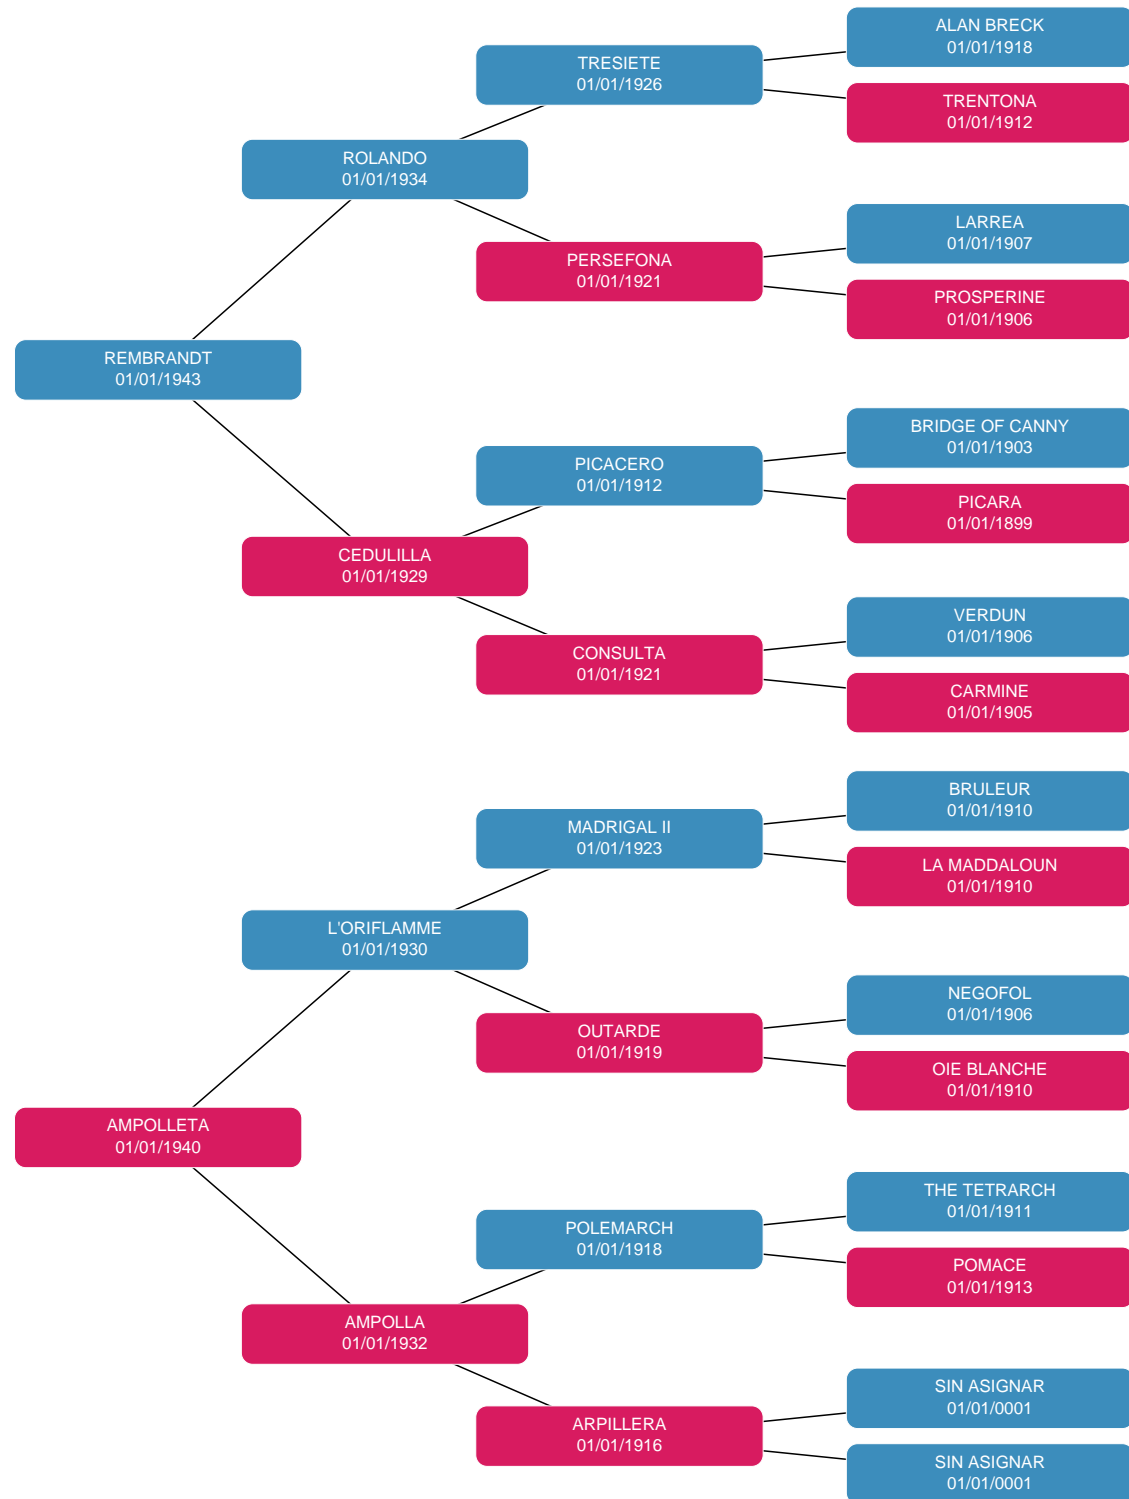 ALAN BRECK
01/01/1918
TRESIETE
01/01/1926
TRENTONA
01/01/1912
ROLANDO
01/01/1934
LARREA
01/01/1907
PERSEFONA
01/01/1921
PROSPERINE
01/01/1906
REMBRANDT
01/01/1943
BRIDGE OF CANNY
01/01/1903
PICACERO
01/01/1912
PICARA
01/01/1899
CEDULILLA
01/01/1929
VERDUN
01/01/1906
CONSULTA
01/01/1921
CARMINE
01/01/1905
BRULEUR
01/01/1910
MADRIGAL II
01/01/1923
LA MADDALOUN
01/01/1910
L'ORIFLAMME
01/01/1930
NEGOFOL
01/01/1906
OUTARDE
01/01/1919
OIE BLANCHE
01/01/1910
AMPOLLETA
01/01/1940
THE TETRARCH
01/01/1911
POLEMARCH
01/01/1918
POMACE
01/01/1913
AMPOLLA
01/01/1932
SIN ASIGNAR
01/01/0001
ARPILLERA
01/01/1916
SIN ASIGNAR
01/01/0001